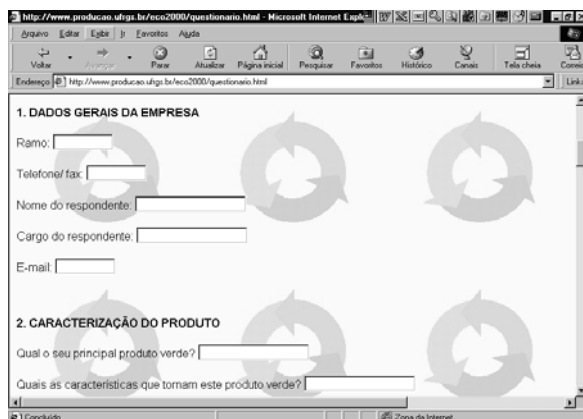 http://www.producao.ufrgs.br/eco2000/questionario.html - Microsoft Internet Expl
Arquivo Editar Exibir Ir Favoritos Ajuda
Voltar Avançar Parar Atualizar Página inicial Pesquisar Favoritos Histórico Canais Tela cheia Correio
Endereço http://www.producao.ufrgs.br/eco2000/questionario.html Links
1. DADOS GERAIS DA EMPRESA
Ramo:
Telefone/ fax:
Nome do respondente:
Cargo do respondente:
E-mail:
2. CARACTERIZAÇÃO DO PRODUTO
Qual o seu principal produto verde?
Quais as características que tornam este produto verde?
Concluído Zona da Internet